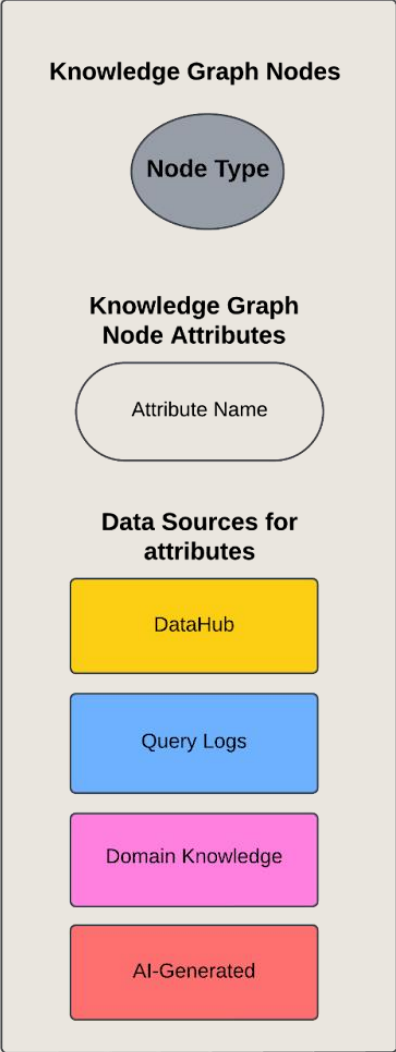 Knowledge Graph Nodes
Node Type
Knowledge Graph
Node Attributes
Attribute Name
Data Sources for
attributes
DataHub
Query Logs
Domain Knowledge
AI-Generated